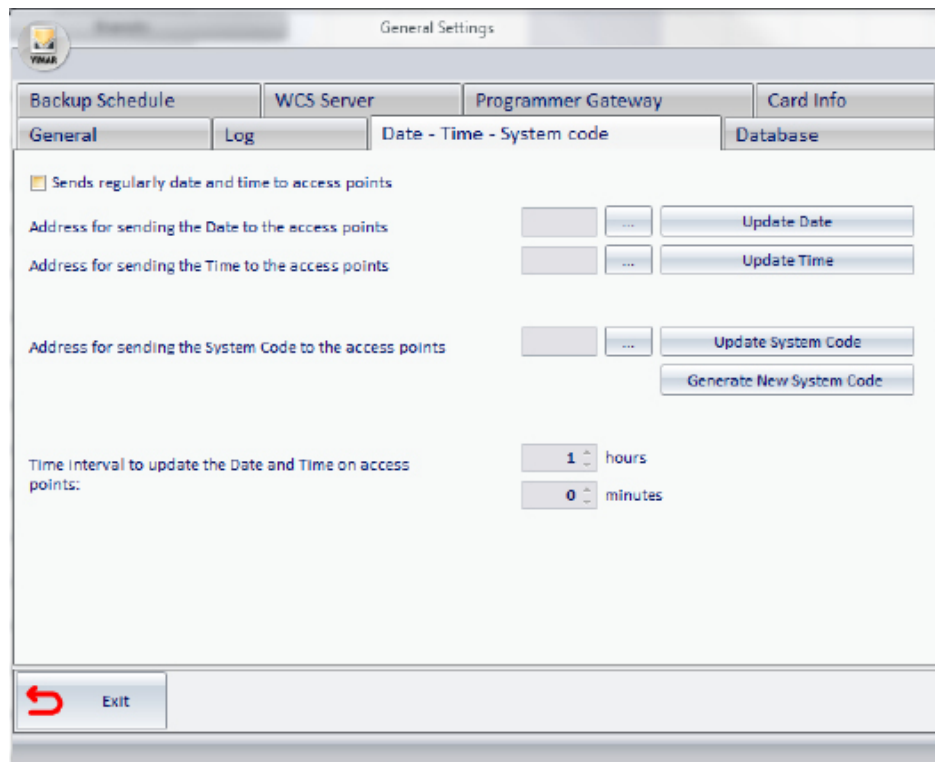 General Settings
VIMAR
Backup Schedule WCS Server Programmer Gateway Card Info
General Log Date - Time - System code Database
Sends regularly date and time to access points
Address for sending the Date to the access points ... Update Date
Address for sending the Time to the access points ... Update Time
Address for sending the System Code to the access points ... Update System Code
Generate New System Code
Time interval to update the Date and Time on access
points:
1 hours
0 minutes
Exit